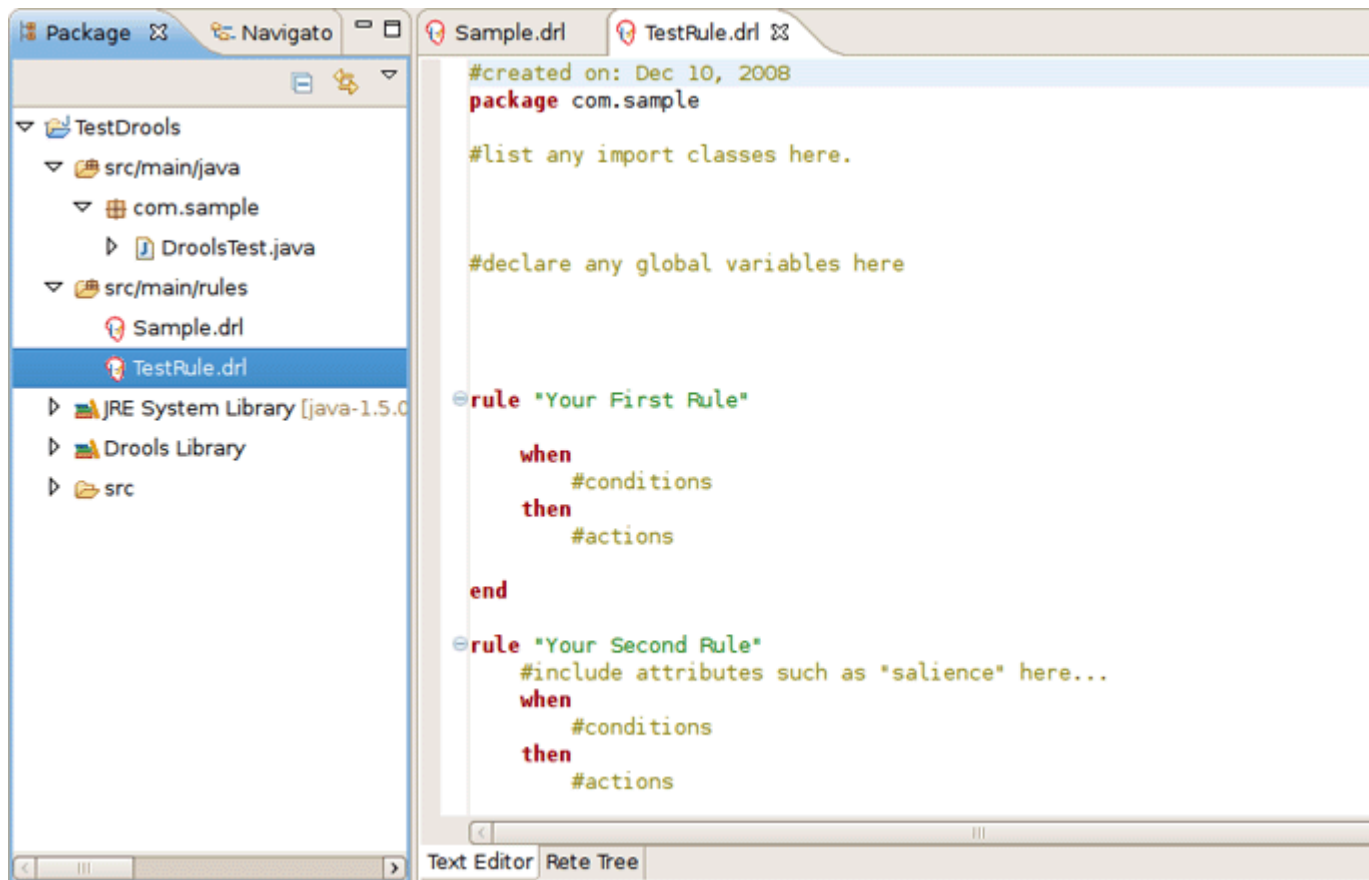 Package
Navigato
TestDrools
src/main/java
com.sample
DroolsTest.java
src/main/rules
Sample.drl
TestRule.drl
JRE System Library [java-1.5.0
Drools Library
src
Sample.drl
TestRule.drl
#created on: Dec 10, 2008
package com.sample
#list any import classes here.
#declare any global variables here
rule "Your First Rule"
when
#conditions
then
#actions
end
rule "Your Second Rule"
#include attributes such as "salience" here...
when
#conditions
then
#actions
Text Editor
Rete Tree